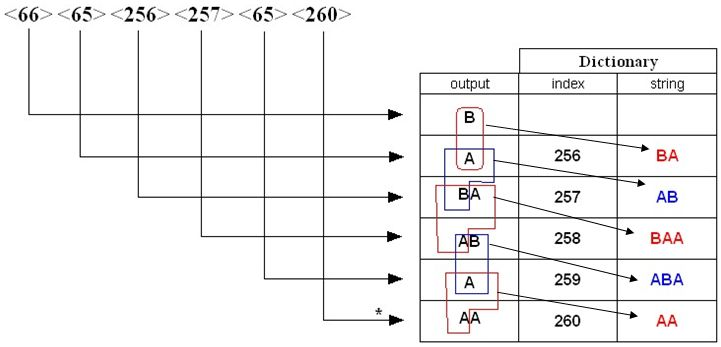 <66> <65> <256> <257> <65> <260>
Dictionary
output index string
B
A 256 BA
BA 257 AB
AB 258 BAA
A 259 ABA
* AA 260 AA